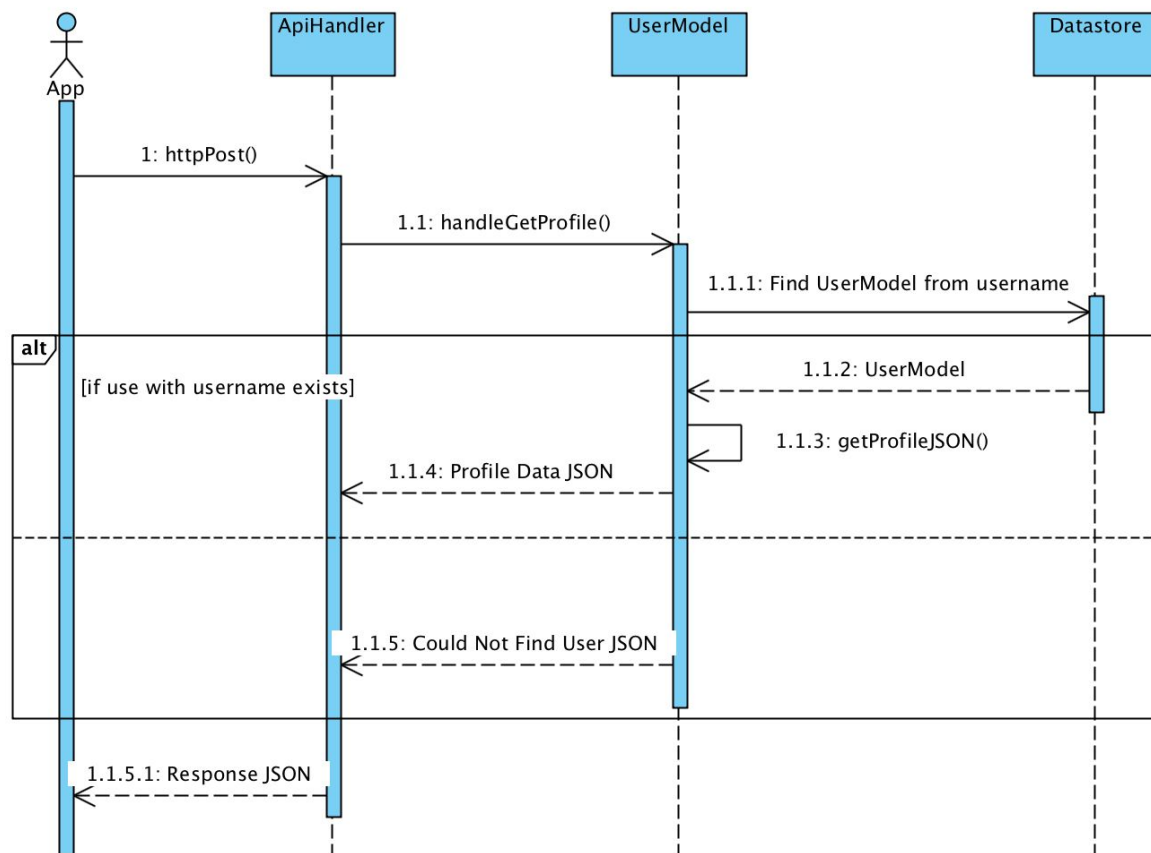 ApiHandler
UserModel
Datastore
App
1: httpPost()
1.1: handleGetProfile()
1.1.1: Find UserModel from username
alt
1.1.2: UserModel
[if use with username exists]
1.1.3: getProfileJSON()
1.1.4: Profile Data JSON
1.1.5: Could Not Find User JSON
1.1.5.1: Response JSON